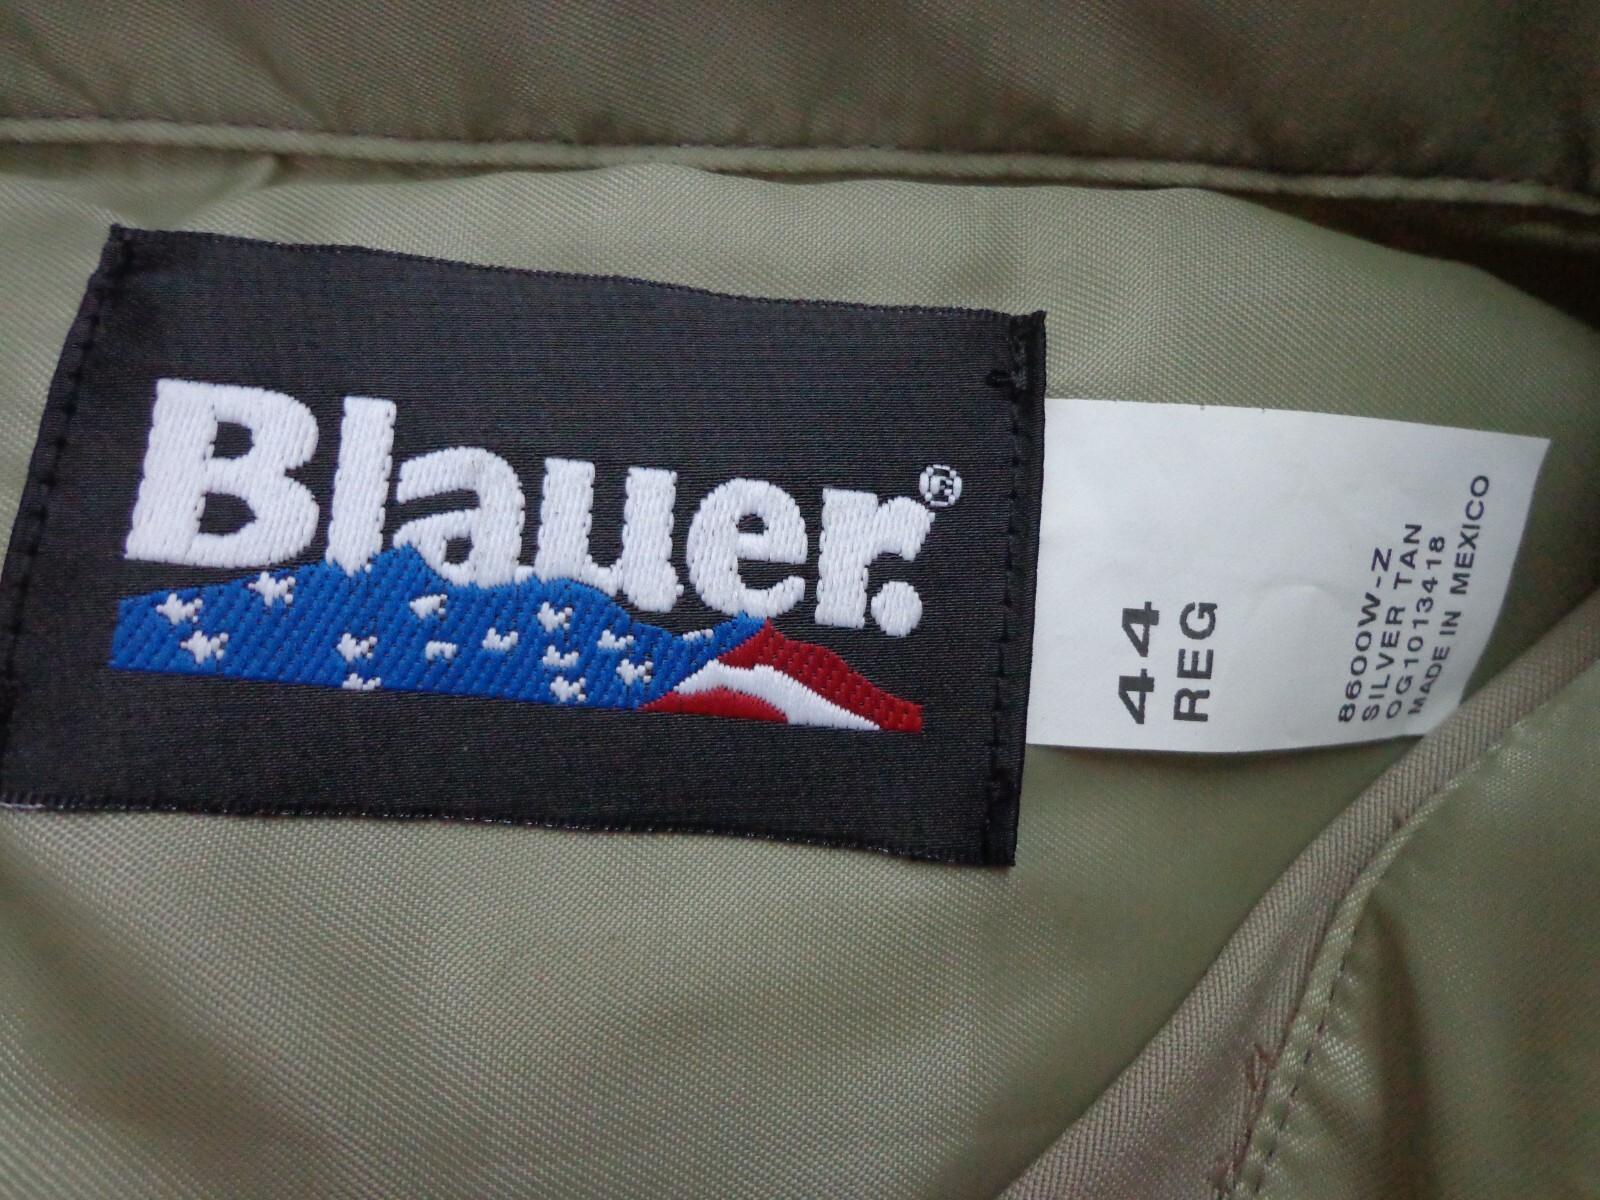 Blauer.®
44
REG
8600W-Z
SILVER TAN
OG1013418
MADE IN MEXICO